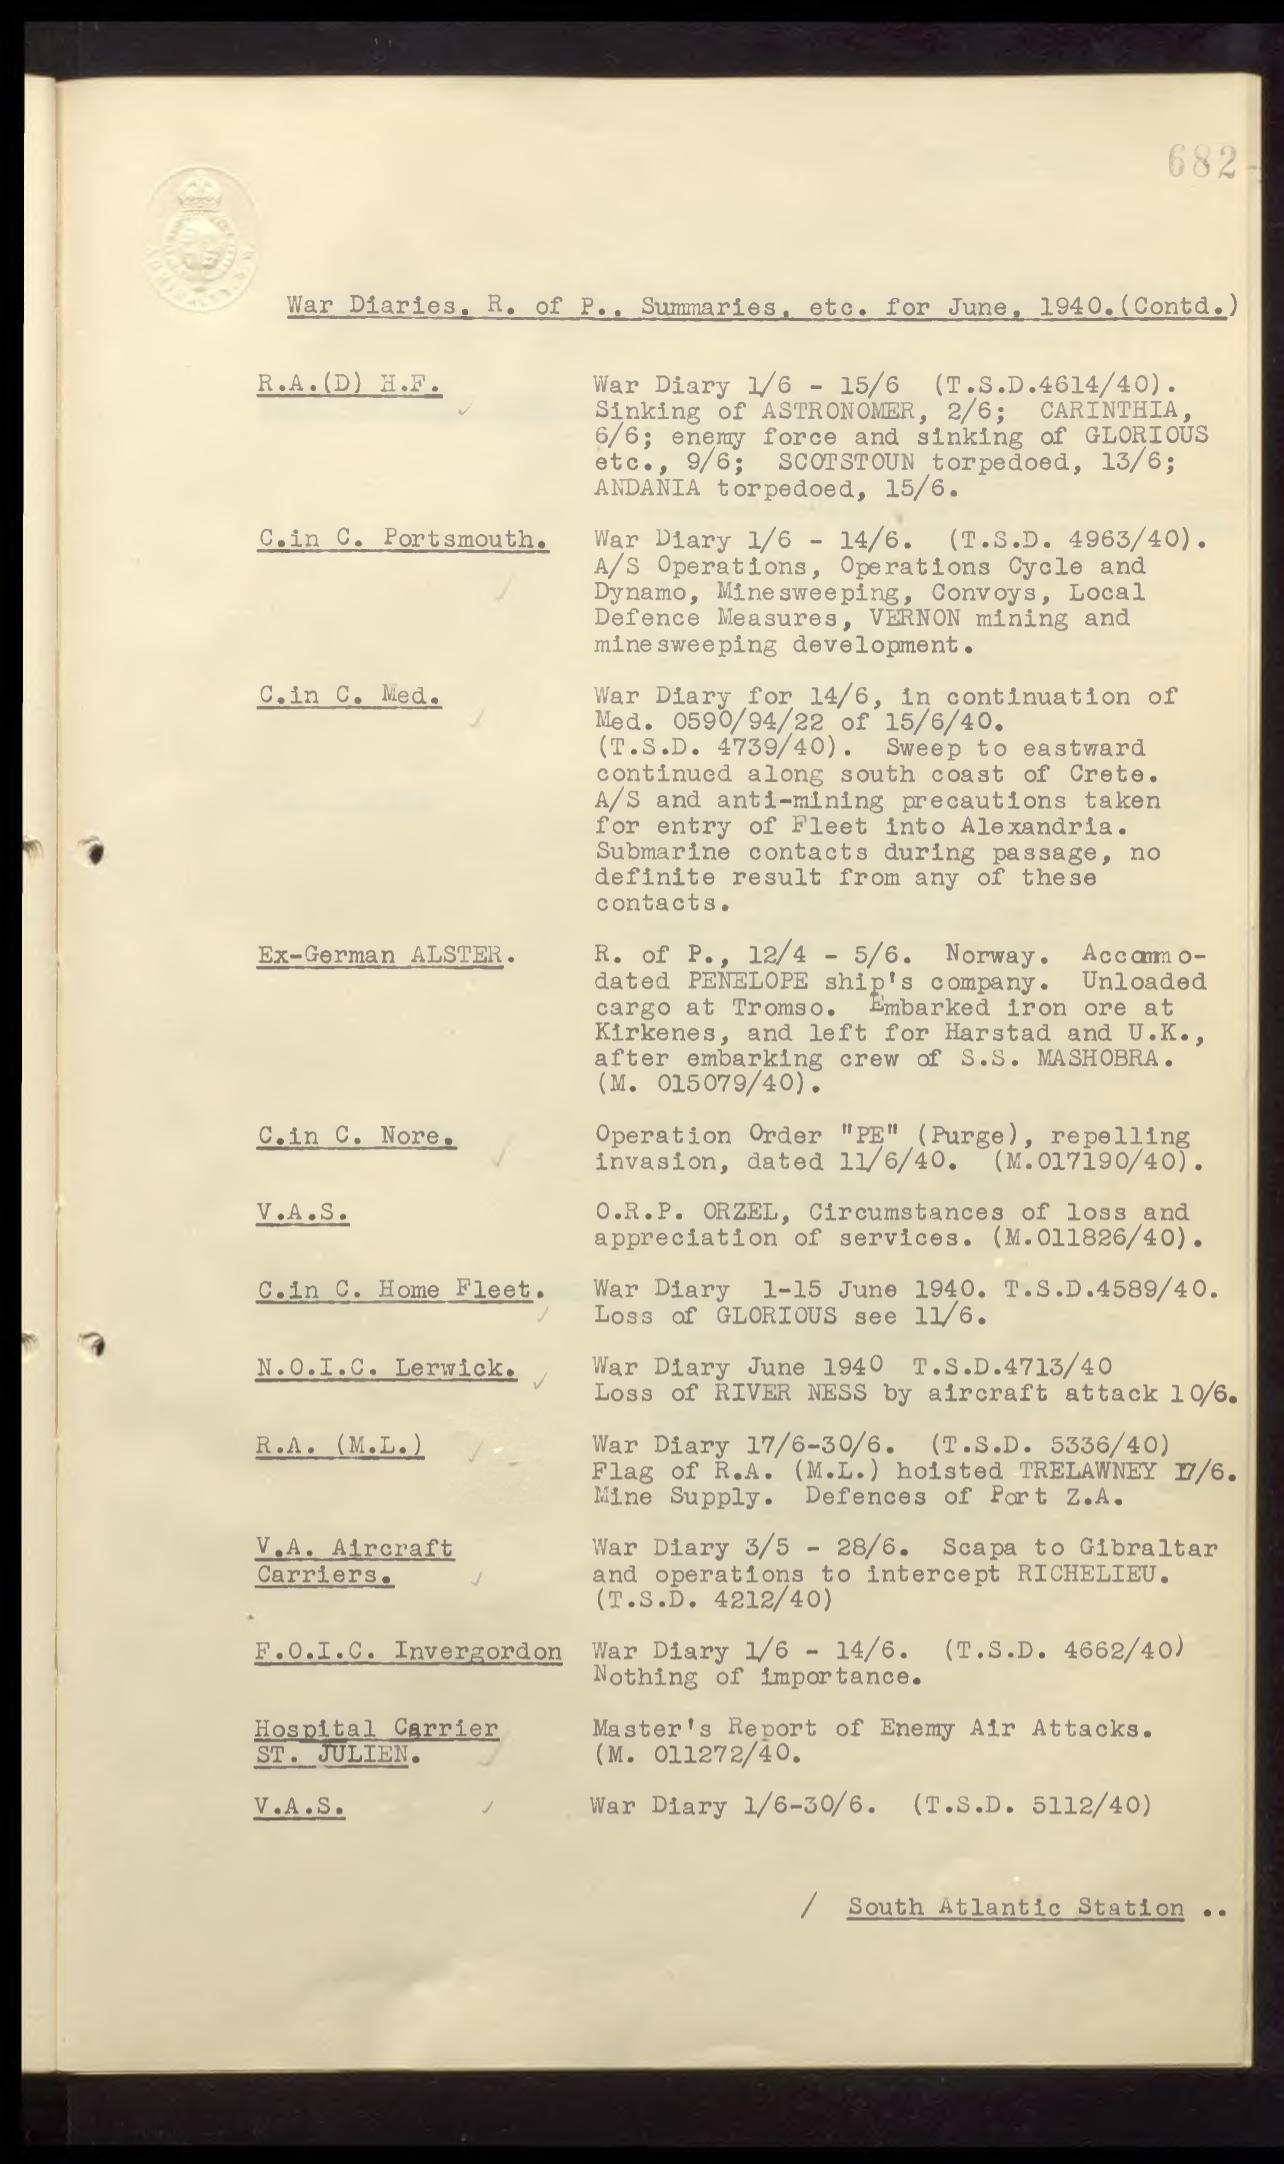 682
War Diaries, R. of P., Summaries, etc. for June, 1940.(Contd.)
R.A.(D) H.F.
War Diary 1/6 - 15/6 (T.S.D.4614/40).
Sinking of ASTRONOMER, 2/6; CARINTHIA,
6/6; enemy force and sinking of GLORIOUS
etc., 9/6; SCOTSTOUN torpedoed, 13/6;
ANDANIA torpedoed, 15/6.
C.in C. Portsmouth.
War Diary 1/6 - 14/6. (T.S.D. 4963/40).
A/S Operations, Operations Cycle and
Dynamo, Minesweeping, Convoys, Local
Defence Measures, VERNON mining and
minesweeping development.
C.in C. Med.
War Diary for 14/6, in continuation of
Med. 0590/94/22 of 15/6/40.
(T.S.D. 4739/40). Sweep to eastward
continued along south coast of Crete.
A/S and anti-mining precautions taken
for entry of Fleet into Alexandria.
Submarine contacts during passage, no
definite result from any of these
contacts.
Ex-German ALSTER.
R. of P., 12/4 - 5/6. Norway. Accommo-
dated PENELOPE ship's company. Unloaded
cargo at Tromso. Embarked iron ore at
Kirkenes, and left for Harstad and U.K.,
after embarking crew of S.S. MASHOBRA.
(M. 015079/40).
C.in C. Nore.
Operation Order "PE" (Purge), repelling
invasion, dated 11/6/40. (M.017190/40).
V.A.S.
O.R.P. ORZEL, Circumstances of loss and
appreciation of services. (M.011826/40).
C.in C. Home Fleet.
War Diary 1-15 June 1940. T.S.D.4589/40.
Loss of GLORIOUS see 11/6.
N.O.I.C. Lerwick.
War Diary June 1940 T.S.D.4713/40
Loss of RIVER NESS by aircraft attack 10/6.
R.A. (M.L.)
War Diary 17/6-30/6. (T.S.D. 5336/40)
Flag of R.A. (M.L.) hoisted TRELAWNEY 17/6.
Mine Supply. Defences of Port Z.A.
V.A. Aircraft
Carriers.
War Diary 3/5 - 28/6. Scapa to Gibraltar
and operations to intercept RICHELIEU.
(T.S.D. 4212/40)
F.O.I.C. Invergordon
War Diary 1/6 - 14/6. (T.S.D. 4662/40)
Nothing of importance.
Hospital Carrier
ST. JULIEN.
Master's Report of Enemy Air Attacks.
(M. 011272/40.
V.A.S.
War Diary 1/6-30/6. (T.S.D. 5112/40)
/ South Atlantic Station ..